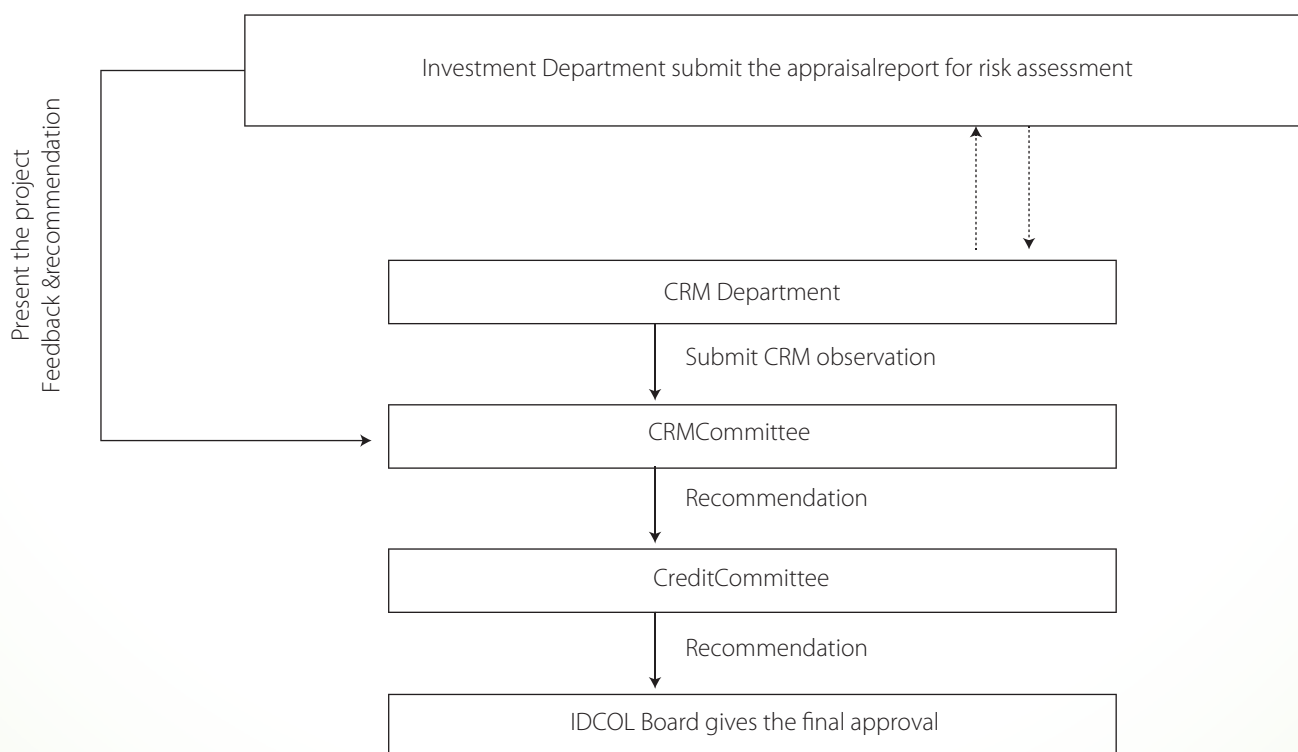 Investment Department submit the appraisalreport for risk assessment
Present the project
Feedback &recommendation
CRM Department
Submit CRM observation
CRMCommittee
Recommendation
CreditCommittee
Recommendation
IDCOL Board gives the final approval